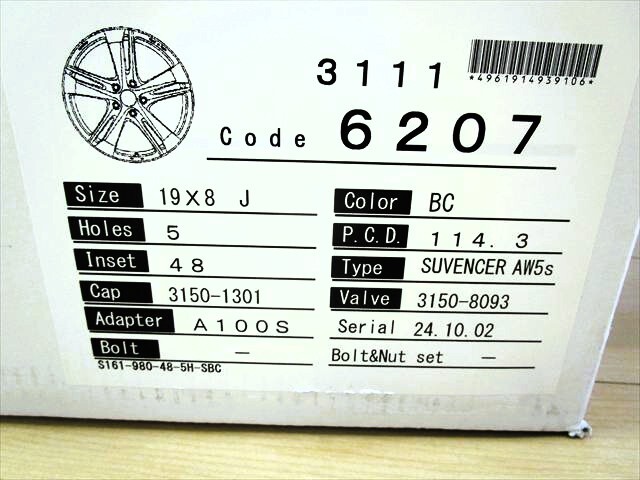 3111
*4961914939106*
Code 6207
Size 19X8 J
Color BC
Holes 5
P.C.D. 114.3
Inset 48
Type SUVENCER AW5s
Cap 3150-1301
Valve 3150-8093
Adapter A100S
Serial 24.10.02
Bolt —
Bolt&Nut set —
S161-980-48-5H-SBC